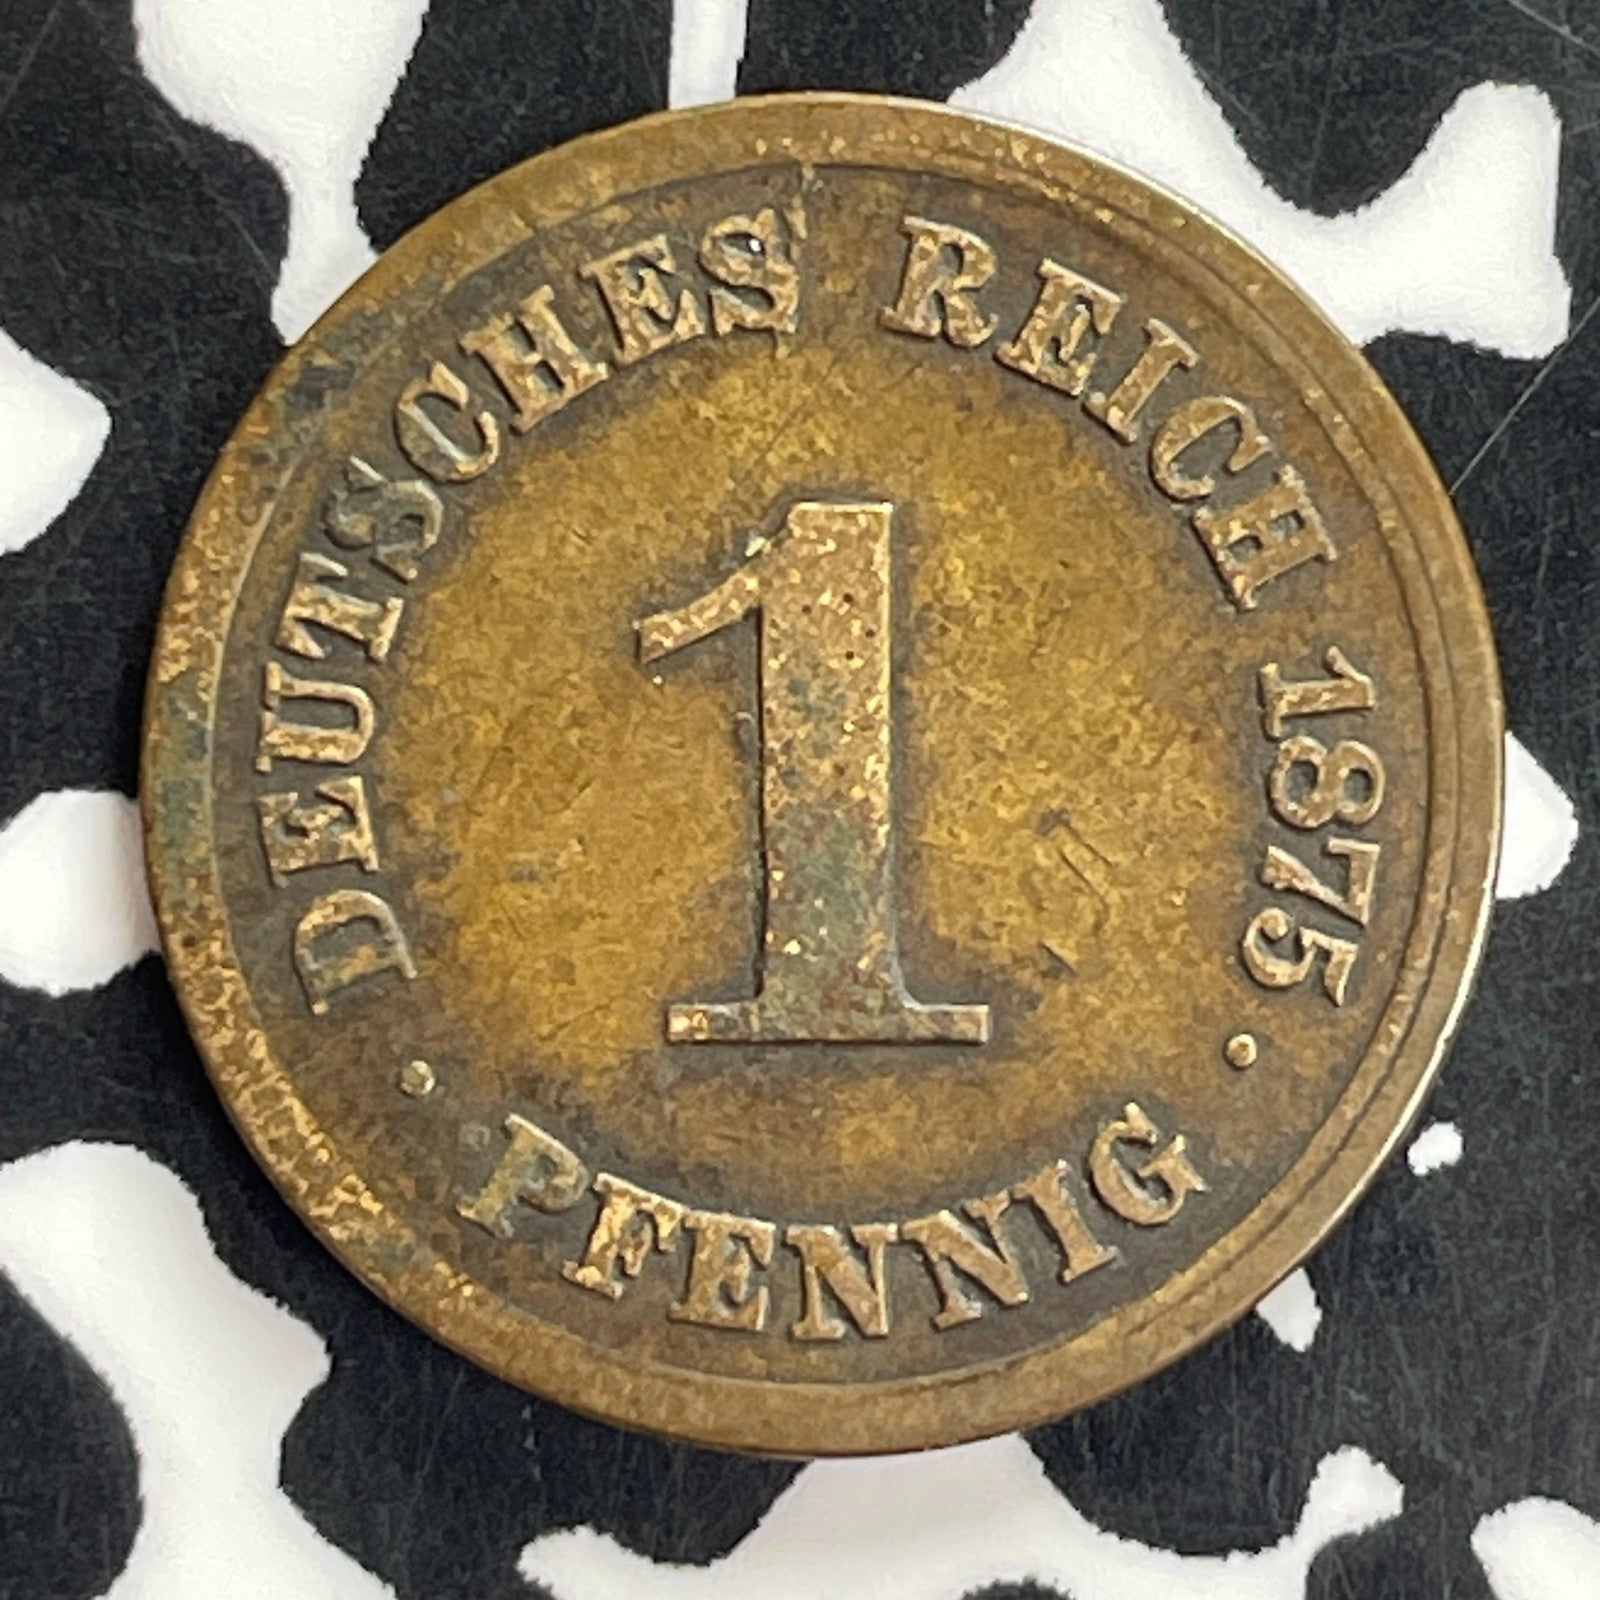 DEUTSCHES REICH 1875
1
· PFENNIG ·